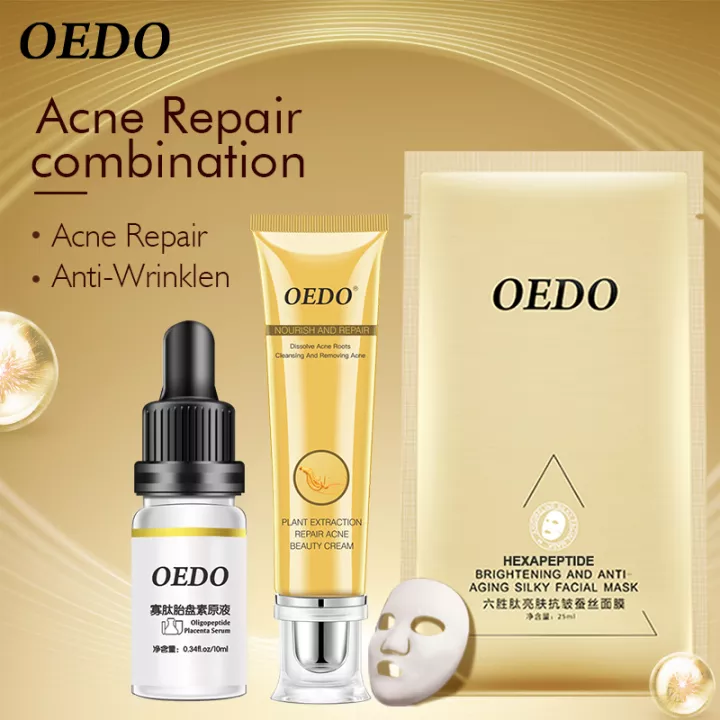 OEDO
Acne Repair
combination
• Acne Repair
• Anti-Wrinklen
OEDO®
NOURISH AND REPAIR
Dissolve Acne Roots
Cleansing And Removing Acne
PLANT EXTRACTION
REPAIR ACNE
BEAUTY CREAM
OEDO
寡肽胎盘素原液
Oligopeptide
Placenta Serum
净含量: 0.34fl.oz/10ml
OEDO
HEXAPEPTIDE
BRIGHTENING AND ANTI-
AGING SILKY FACIAL MASK
六胜肽亮肤抗皱蚕丝面膜
净含量: 25ml